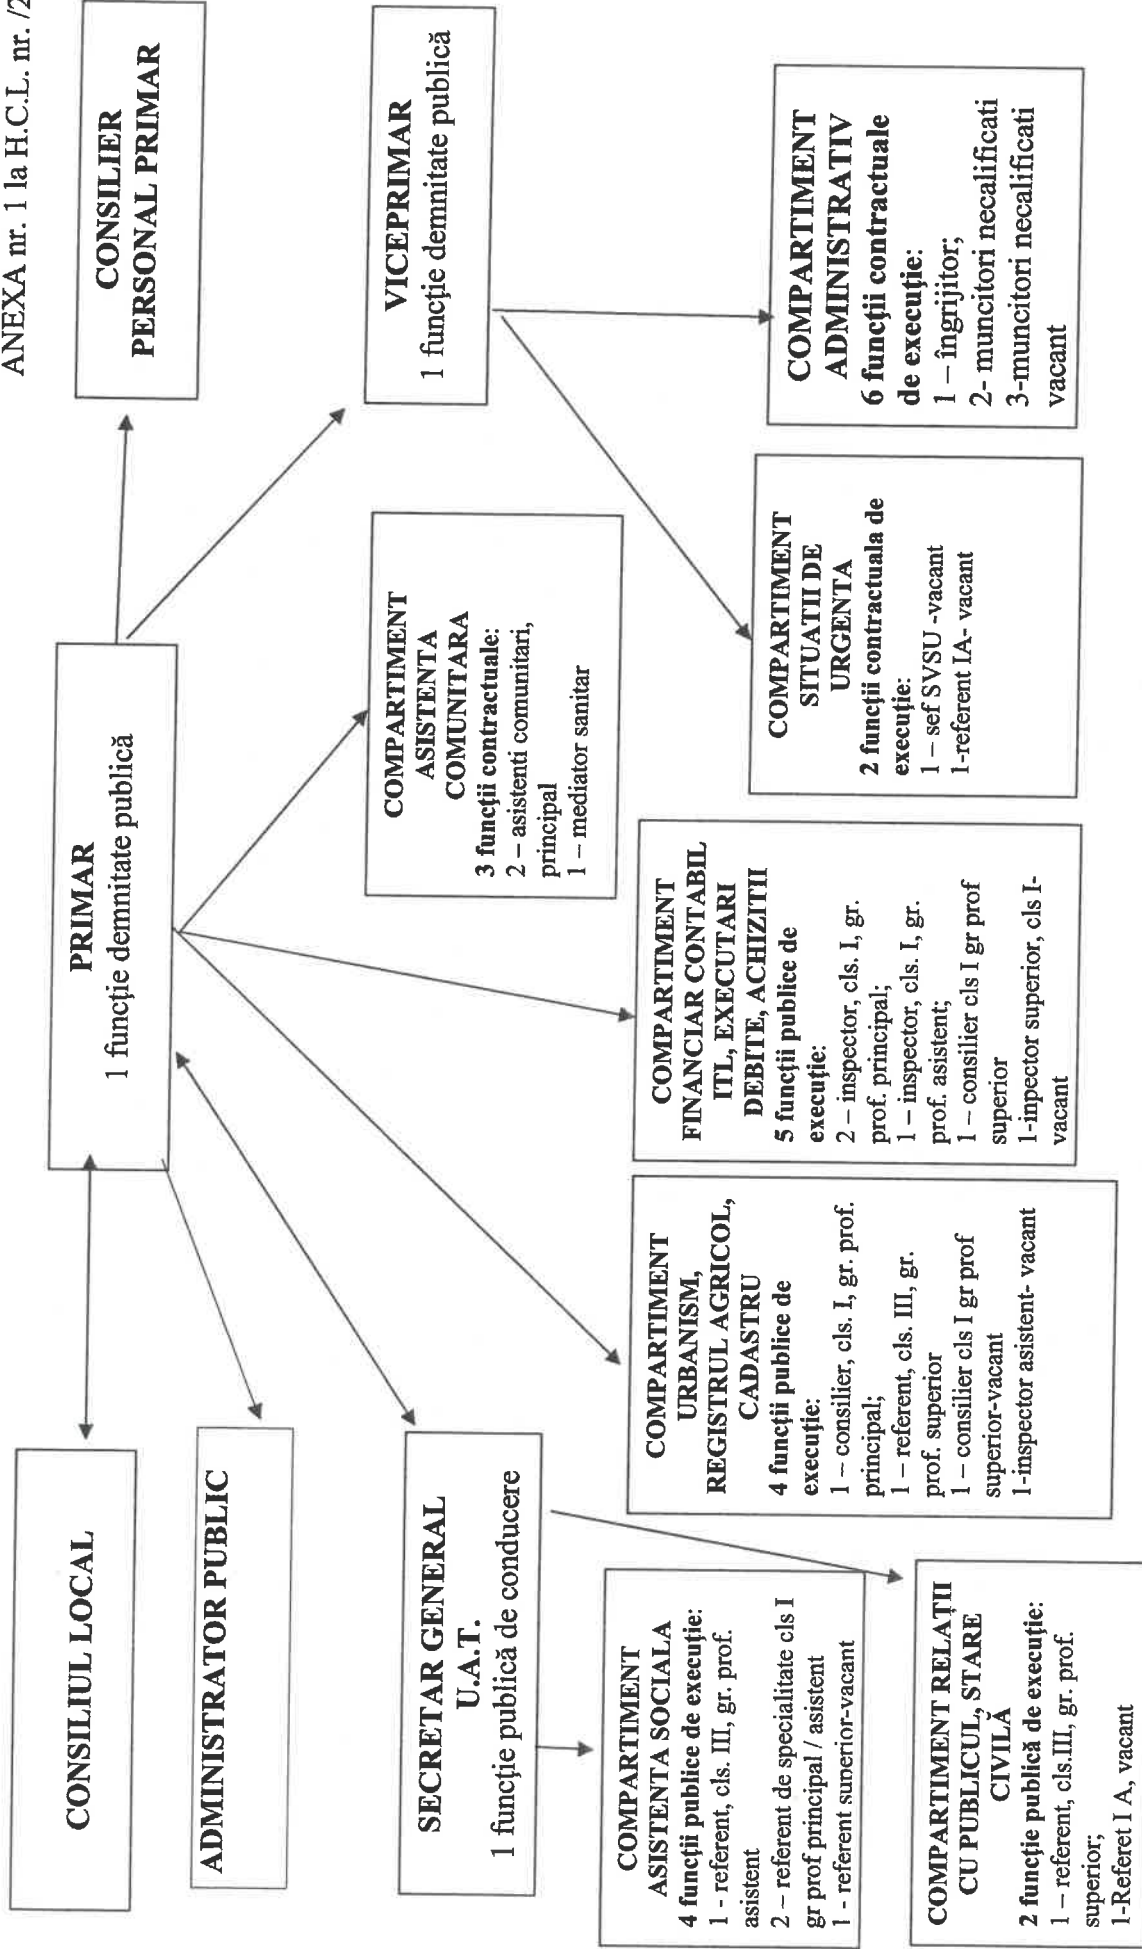 ANEXA nr. 1 la H.C.L. nr. /2
CONSILIUL LOCAL
PRIMAR
1 funcţie demnitate publică
CONSILIER
PERSONAL PRIMAR
ADMINISTRATOR PUBLIC
SECRETAR GENERAL
U.A.T.
1 funcţie publică de conducere
COMPARTIMENT
ASISTENTA
COMUNITARA
3 funcţii contractuale:
2 – asistenti comunitari,
principal
1 – mediator sanitar
VICEPRIMAR
1 funcţie demnitate publică
COMPARTIMENT
ASISTENTA SOCIALA
4 funcţii publice de execuţie:
1 - referent, cls. III, gr. prof.
asistent
2 – referent de specialitate cls I
gr prof principal / asistent
1 - referent superior-vacant
COMPARTIMENT
URBANISM,
REGISTRUL AGRICOL,
CADASTRU
4 funcţii publice de
execuţie:
1 – consilier, cls. I, gr. prof.
principal;
1 – referent, cls. III, gr.
prof. superior
1 – consilier cls I gr prof
superior-vacant
1-inspector asistent- vacant
COMPARTIMENT
FINANCIAR CONTABIL
ITL, EXECUTARI
DEBITE, ACHIZITII
5 funcţii publice de
execuţie:
2 – inspector, cls. I, gr.
prof. principal;
1 – inspector, cls. I, gr.
prof. asistent;
1 – consilier cls I gr prof
superior
1-inpector superior, cls I-
vacant
COMPARTIMENT
SITUATII DE
URGENTA
2 funcţii contractuala de
execuţie:
1 – sef SVSU -vacant
1-referent IA- vacant
COMPARTIMENT
ADMINISTRATIV
6 funcţii contractuale
de execuţie:
1 – îngrijitor;
2- muncitori necalificati
3-muncitori necalificati
vacant
COMPARTIMENT RELAŢII
CU PUBLICUL, STARE
CIVILĂ
2 funcţie publică de execuţie:
1 – referent, cls.III, gr. prof.
superior;
1-Referet I A, vacant